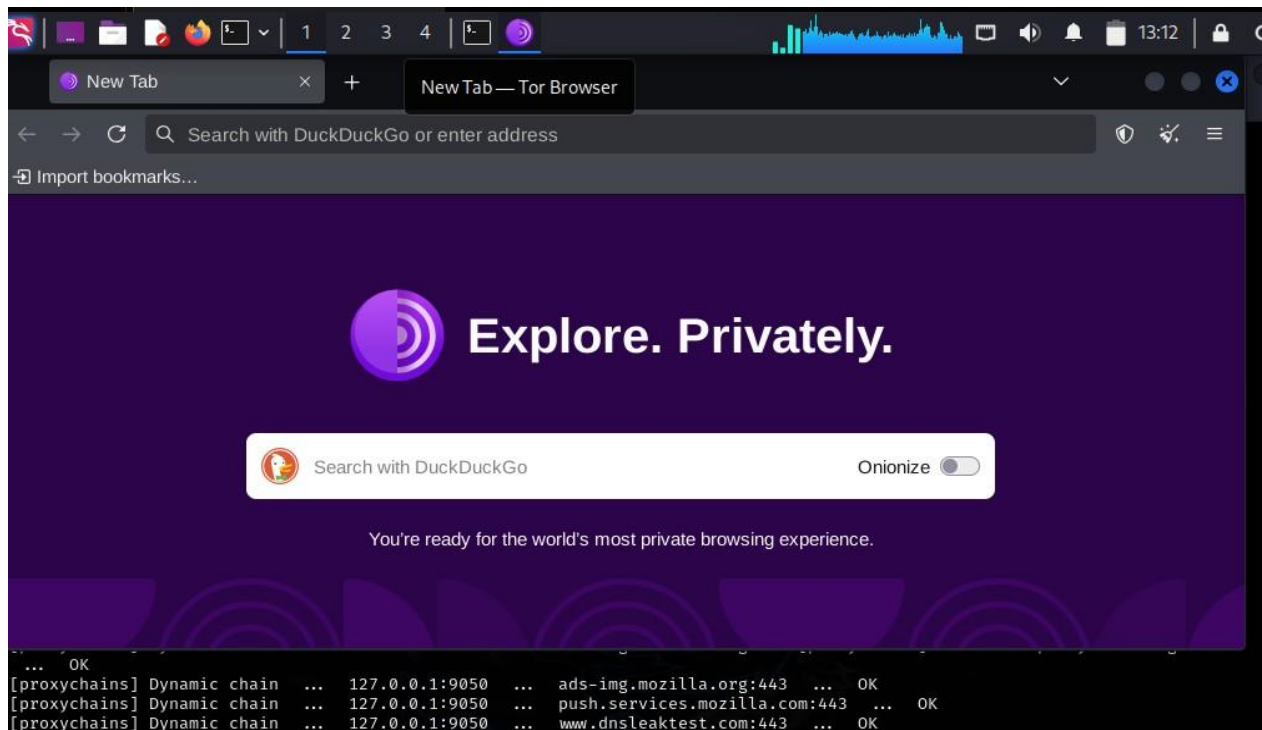 1 2 3 4 13:12
New Tab
New Tab — Tor Browser
Search with DuckDuckGo or enter address
Import bookmarks...
Explore. Privately.
Search with DuckDuckGo Onionize
You're ready for the world's most private browsing experience.
... OK
[proxychains] Dynamic chain ... 127.0.0.1:9050 ... ads-img.mozilla.org:443 ... OK
[proxychains] Dynamic chain ... 127.0.0.1:9050 ... push.services.mozilla.com:443 ... OK
[proxychains] Dynamic chain ... 127.0.0.1:9050 ... www.dnsleaktest.com:443 ... OK